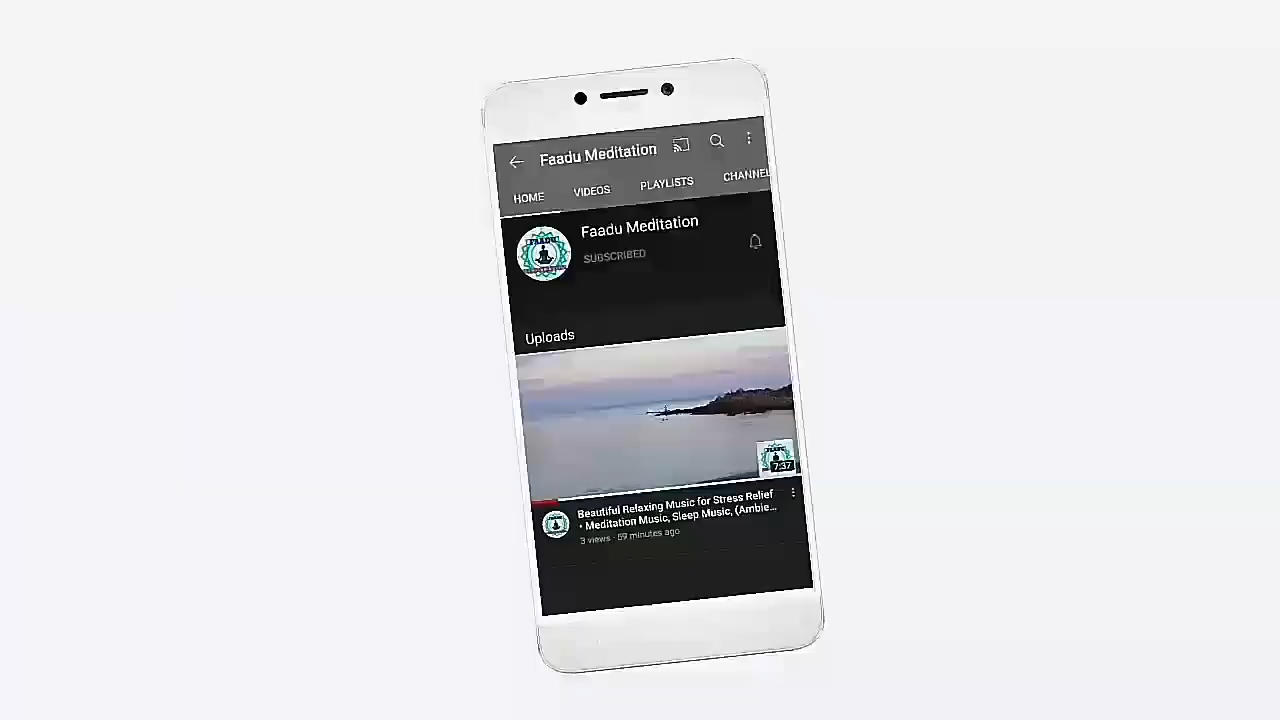 Faadu Meditation
HOME VIDEOS PLAYLISTS CHANNEL
FAADU
Faadu Meditation
SUBSCRIBED
Uploads
7:37
Beautiful Relaxing Music for Stress Relief
• Meditation Music, Sleep Music, (Ambie...
3 views · 59 minutes ago